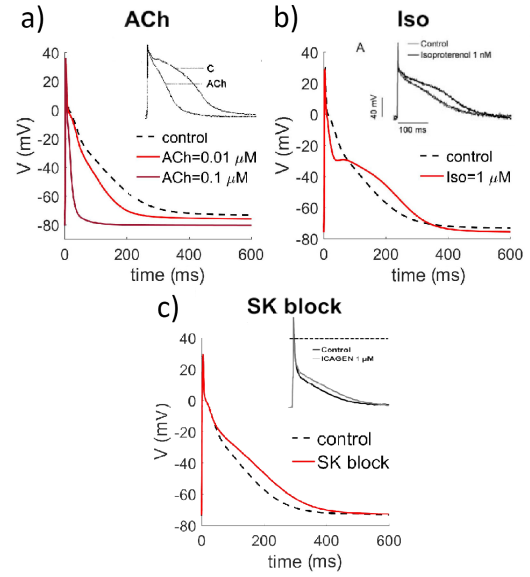 a)
ACh
V (mV)
40
20
0
-20
-40
-60
-80
0
200
400
600
time (ms)
C
ACh
control
ACh=0.01 μM
ACh=0.1 μM
b)
Iso
V (mV)
40
20
0
-20
-40
-60
-80
0
200
400
600
time (ms)
A
Control
Isoproterenol 1 nM
40 mV
100 ms
control
Iso=1 μM
c)
SK block
V (mV)
40
20
0
-20
-40
-60
-80
0
200
400
600
time (ms)
Control
ICAGEN 1 μM
control
SK block